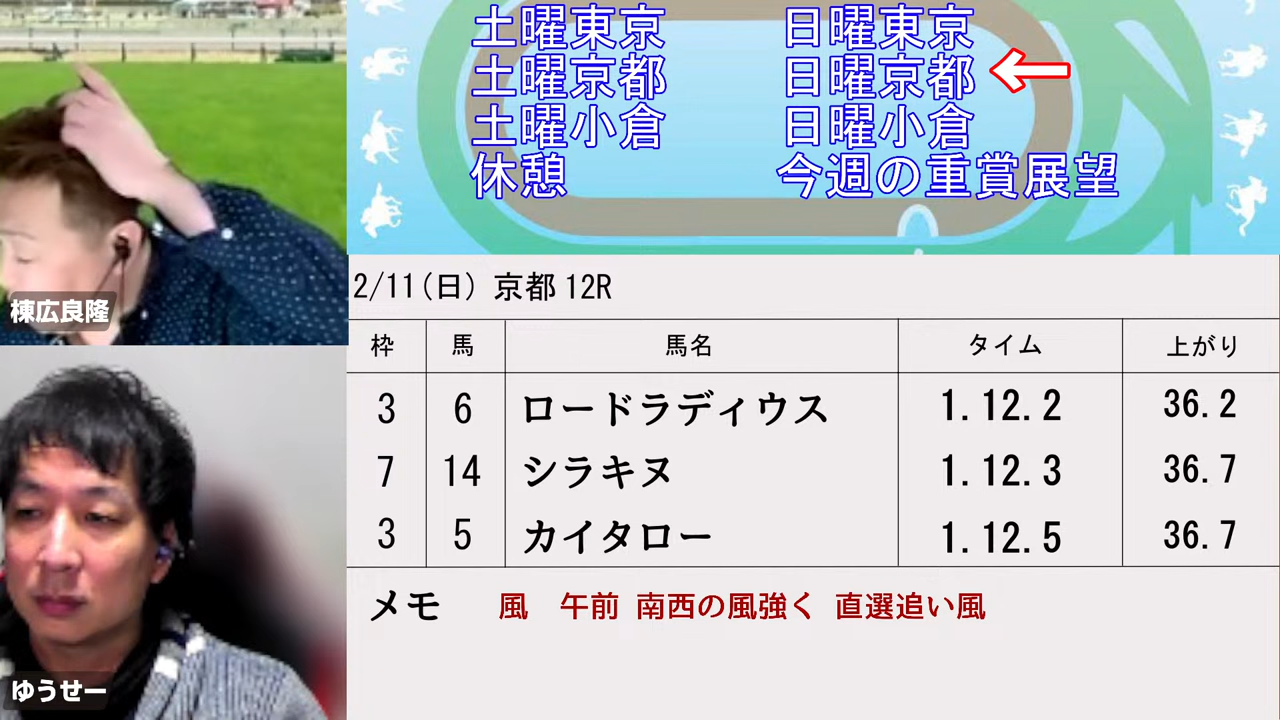 土曜東京 日曜東京
土曜京都 日曜京都
土曜小倉 日曜小倉
休憩 今週の重賞展望
棟広良隆
2/11(日) 京都 12R
枠 馬 馬名 タイム 上がり
3 6 ロードラディウス 1.12.2 36.2
7 14 シラキヌ 1.12.3 36.7
3 5 カイタロー 1.12.5 36.7
メモ 風 午前 南西の風強く 直選追い風
ゆうせー